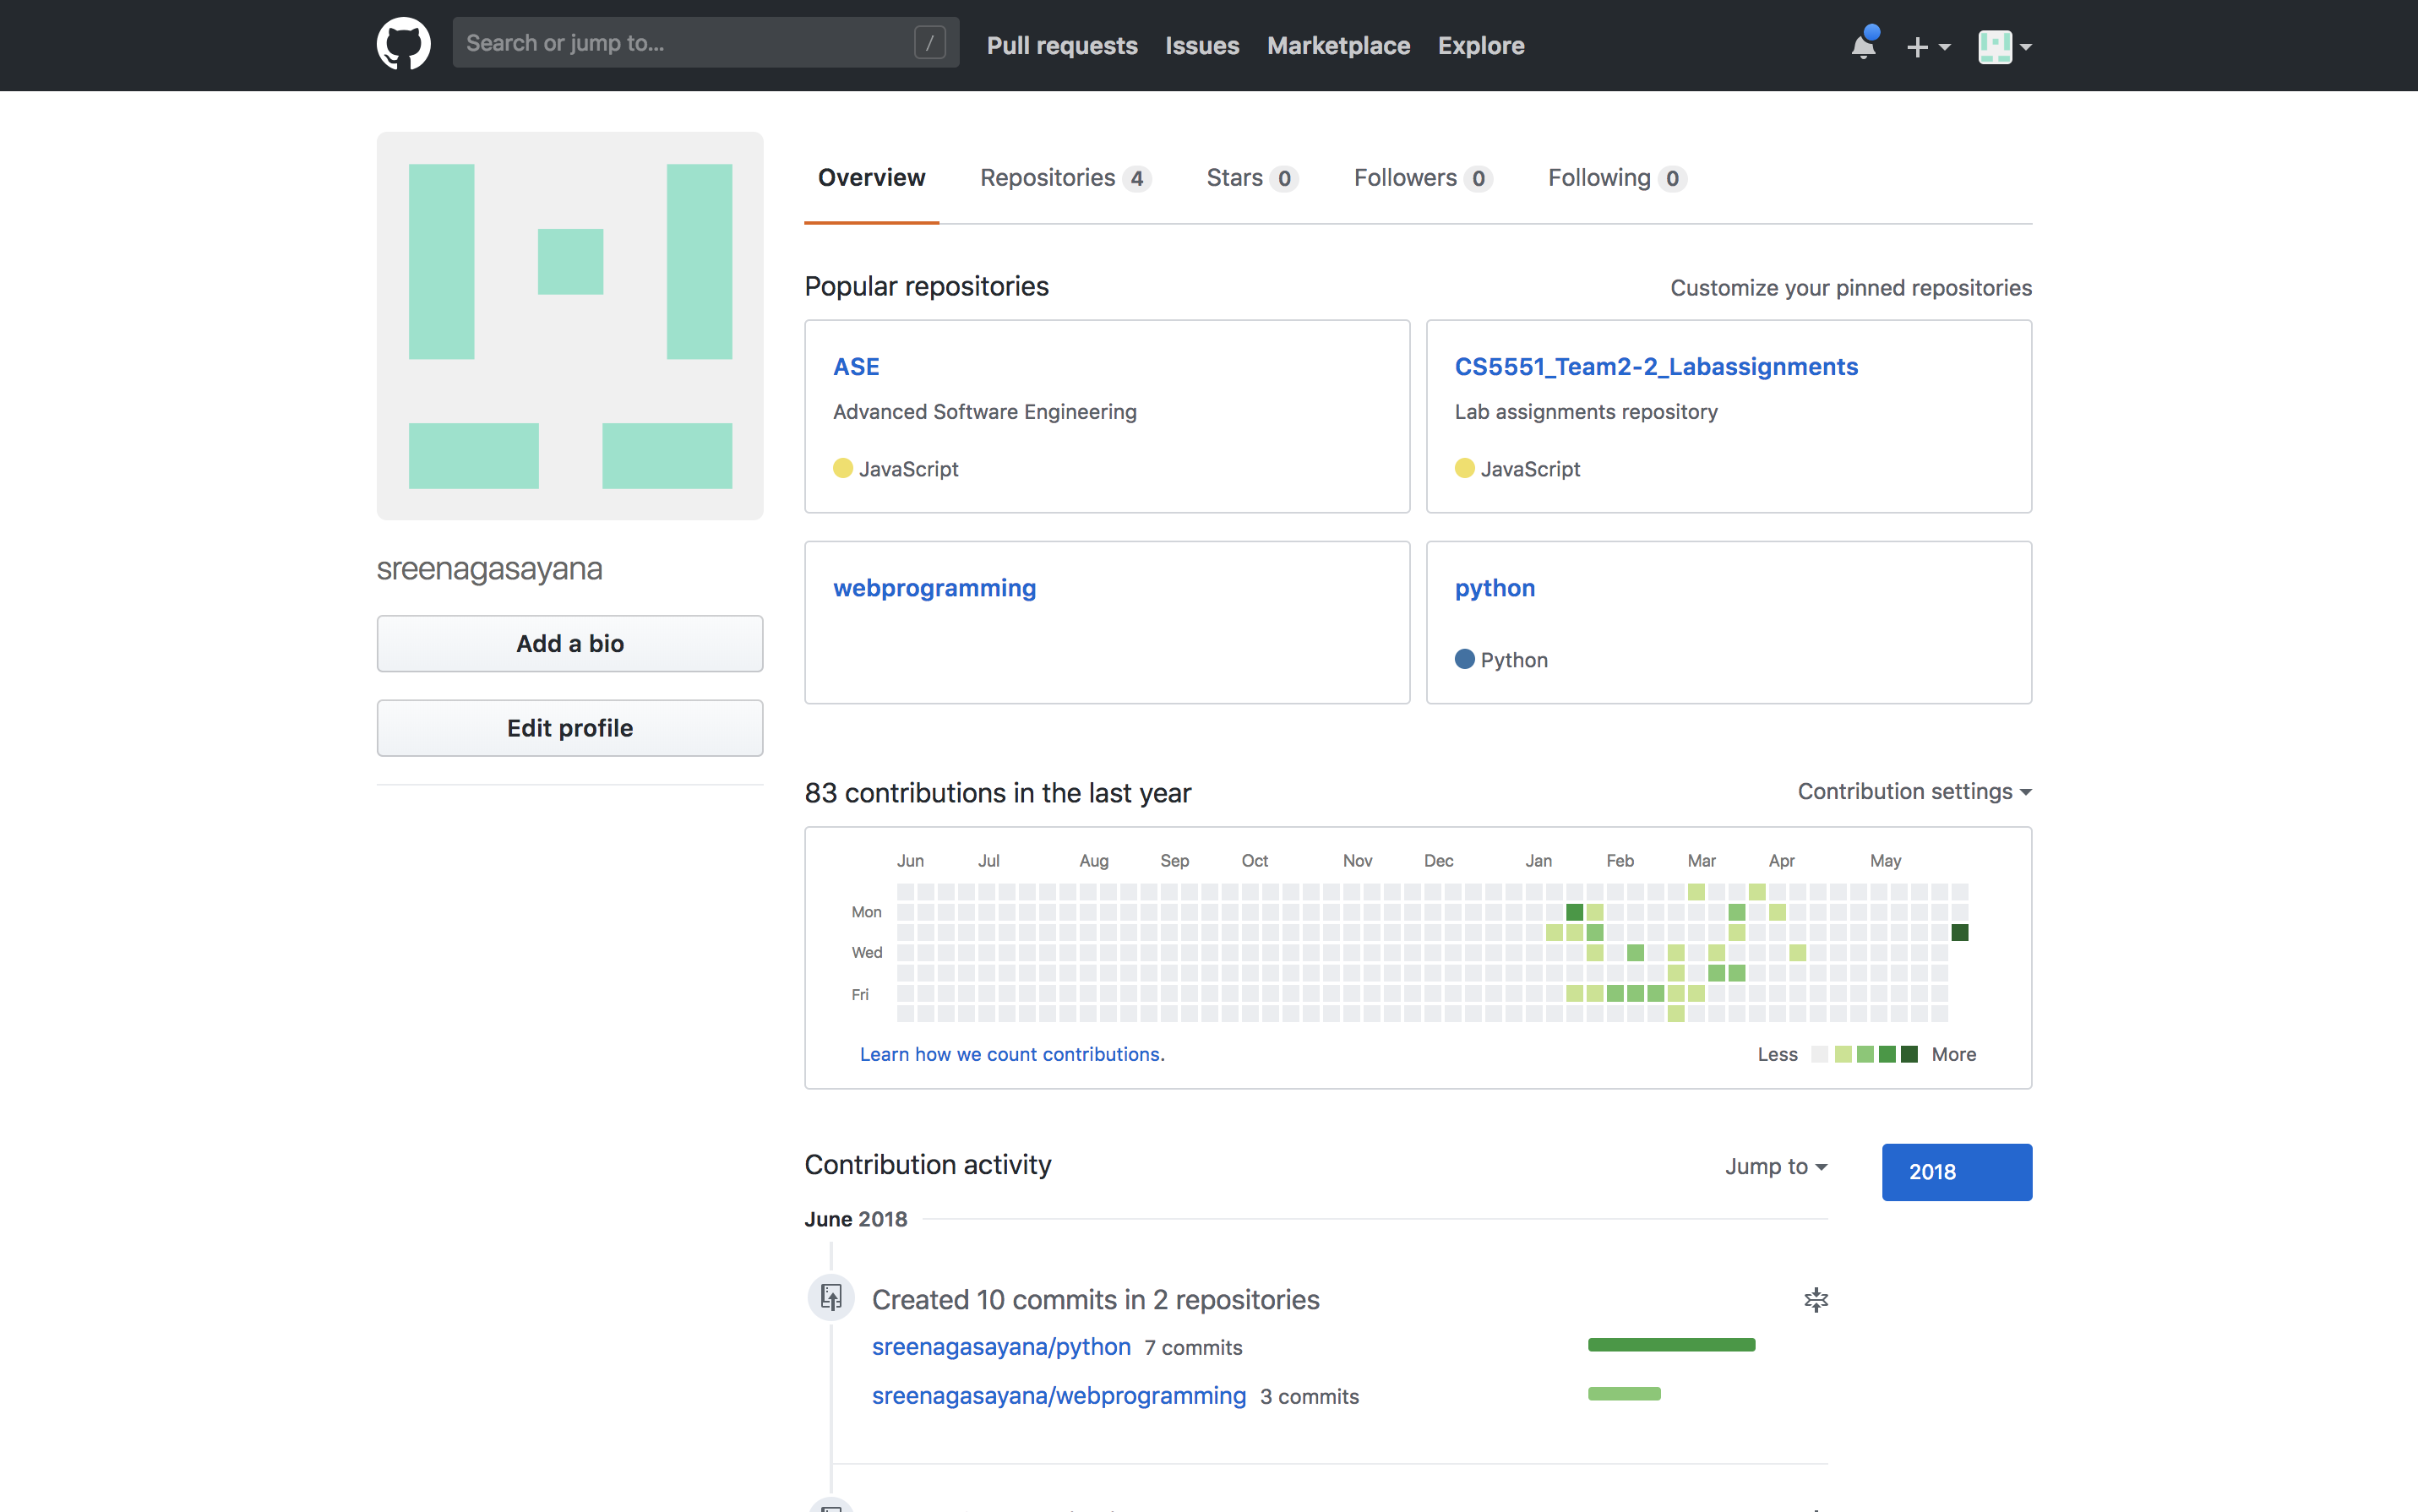 Search or jump to... /
Pull requests Issues Marketplace Explore
Overview Repositories 4 Stars 0 Followers 0 Following 0
sreenagasayana
Add a bio
Edit profile
Popular repositories
Customize your pinned repositories
ASE
Advanced Software Engineering
JavaScript
CS5551_Team2-2_Labassignments
Lab assignments repository
JavaScript
webprogramming
python
Python
83 contributions in the last year
Contribution settings
Jun Jul Aug Sep Oct Nov Dec Jan Feb Mar Apr May
Mon
Wed
Fri
Learn how we count contributions.
Less More
Contribution activity
Jump to
2018
June 2018
Created 10 commits in 2 repositories
sreenagasayana/python 7 commits
sreenagasayana/webprogramming 3 commits